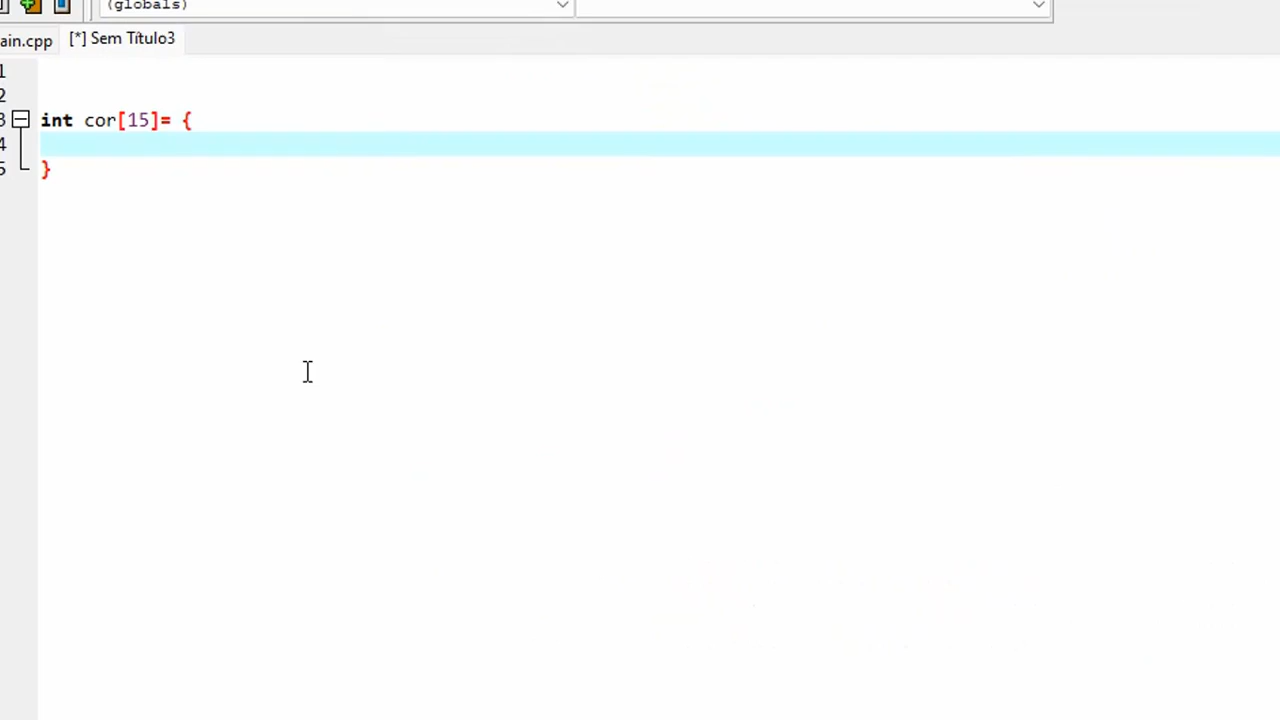 (globals)
ain.cpp [*] Sem Título3
1
2
3 int cor[15]= {
4
5 }